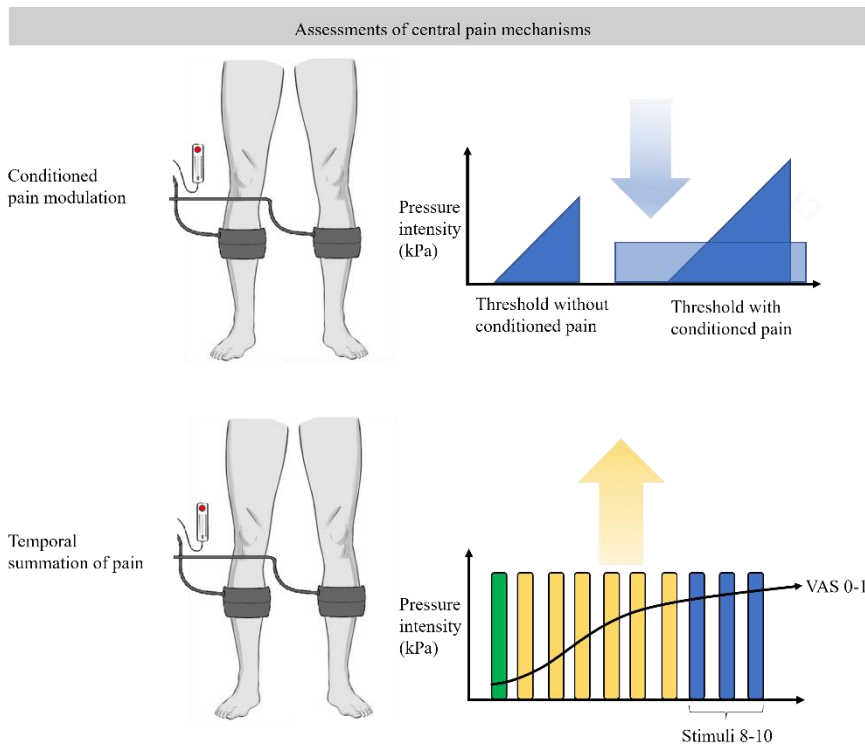 Assessments of central pain mechanisms
Conditioned
pain modulation
Pressure
intensity
(kPa)
Threshold without
conditioned pain
Threshold with
conditioned pain
Temporal
summation of pain
Pressure
intensity
(kPa)
VAS 0-1
Stimuli 8-10